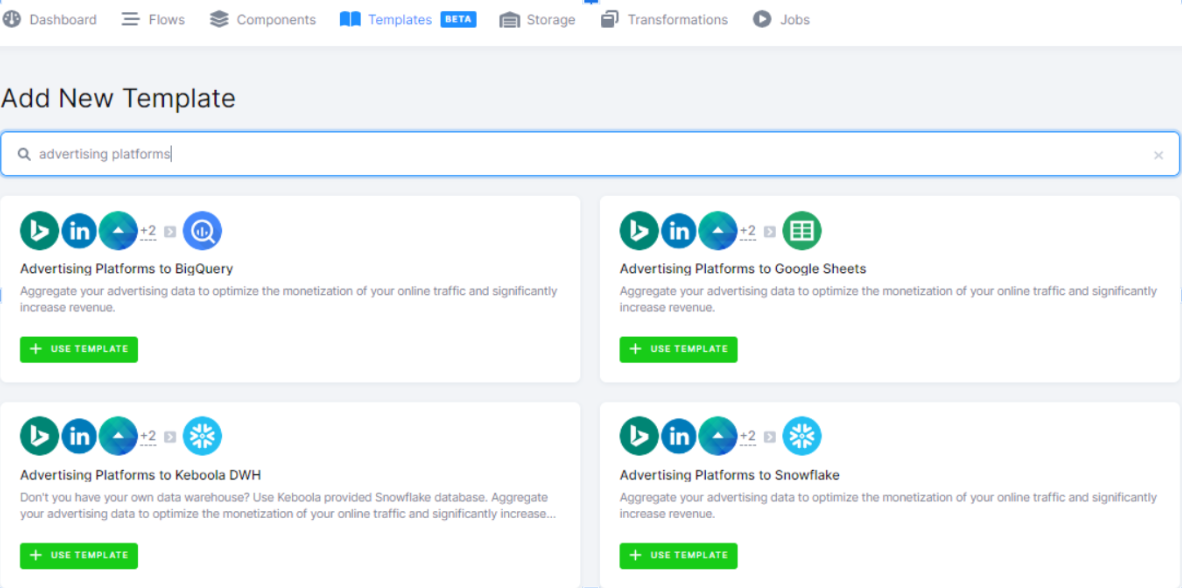 Dashboard Flows Components Templates BETA Storage Transformations Jobs
Add New Template
advertising platforms
in +2
Advertising Platforms to BigQuery
Aggregate your advertising data to optimize the monetization of your online traffic and significantly
increase revenue.
+ USE TEMPLATE
in +2
Advertising Platforms to Google Sheets
Aggregate your advertising data to optimize the monetization of your online traffic and significantly
increase revenue.
+ USE TEMPLATE
in +2
Advertising Platforms to Keboola DWH
Don't you have your own data warehouse? Use Keboola provided Snowflake database. Aggregate
your advertising data to optimize the monetization of your online traffic and significantly increase...
+ USE TEMPLATE
in +2
Advertising Platforms to Snowflake
Aggregate your advertising data to optimize the monetization of your online traffic and significantly
increase revenue.
+ USE TEMPLATE